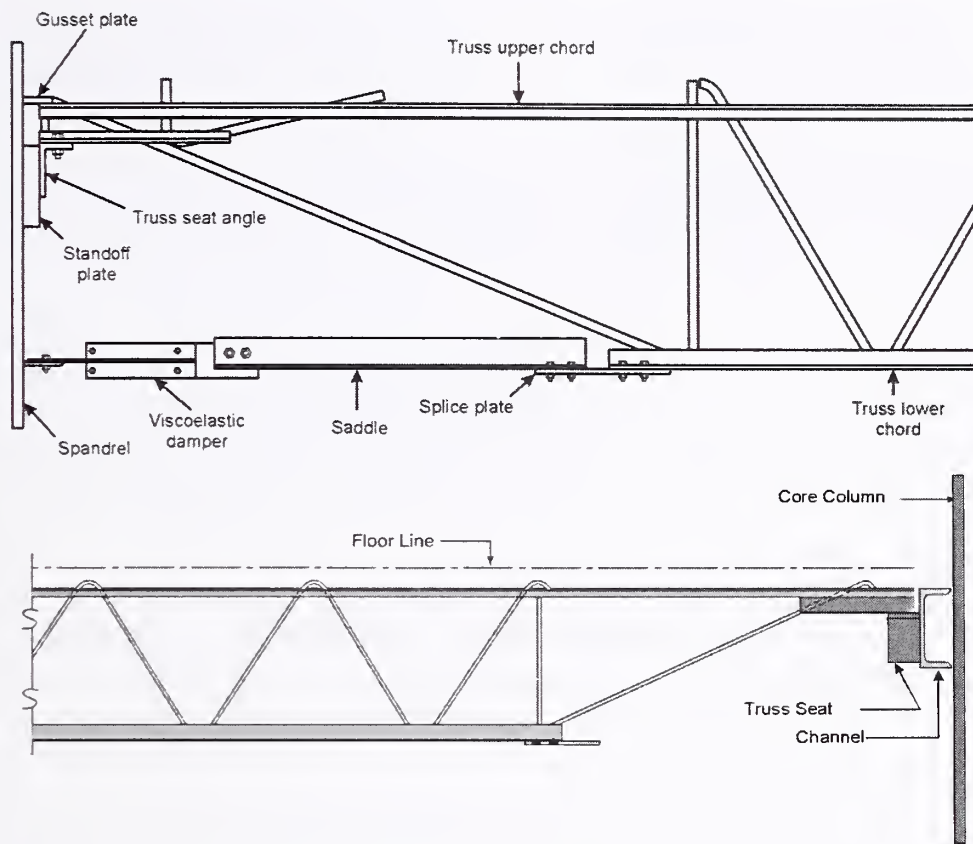 Gusset plate
Truss upper chord
Truss seat angle
Standoff
plate
Viscoelastic
damper
Saddle
Splice plate
Truss lower
chord
Spandrel
Core Column
Floor Line
Truss Seat
Channel